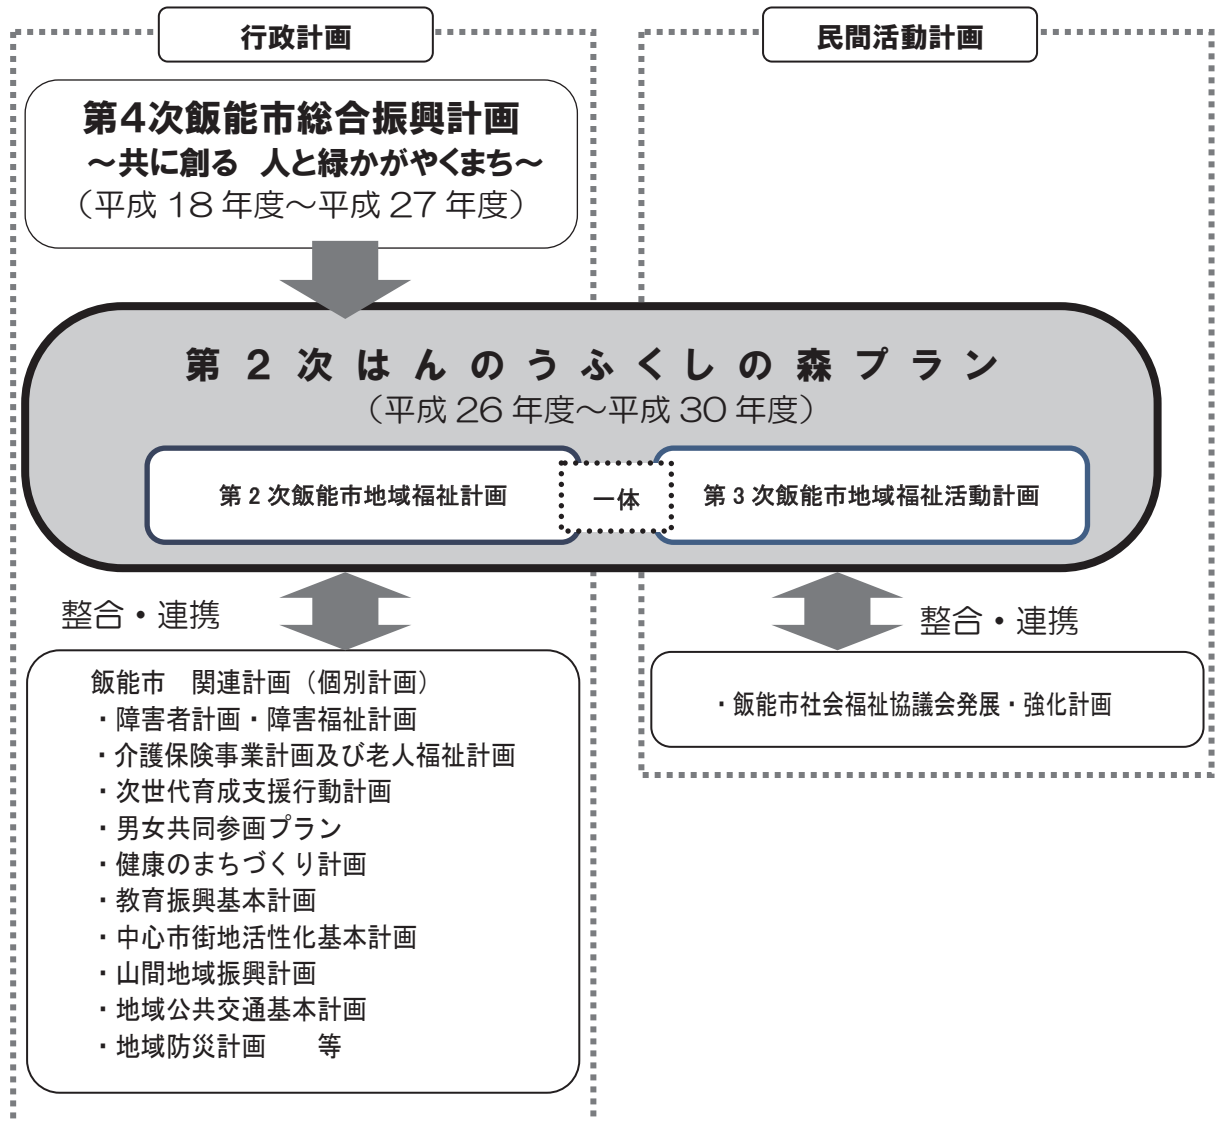 行政計画
民間活動計画
第4次飯能市総合振興計画
～共に創る　人と緑かがやくまち～
（平成 18 年度～平成 27 年度）
第２次はんのうふくしの森プラン
（平成 26 年度～平成 30 年度）
第 2 次飯能市地域福祉計画
一体
第 3 次飯能市地域福祉活動計画
整合・連携
整合・連携
飯能市　関連計画（個別計画）
・障害者計画・障害福祉計画
・介護保険事業計画及び老人福祉計画
・次世代育成支援行動計画
・男女共同参画プラン
・健康のまちづくり計画
・教育振興基本計画
・中心市街地活性化基本計画
・山間地域振興計画
・地域公共交通基本計画
・地域防災計画　　等
・飯能市社会福祉協議会発展・強化計画